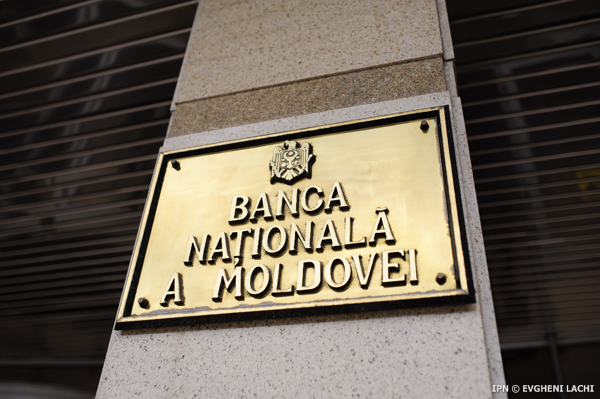 BANCA
NAȚIONALĂ
A MOLDOVEI
IPN © EVGHENI LACHI